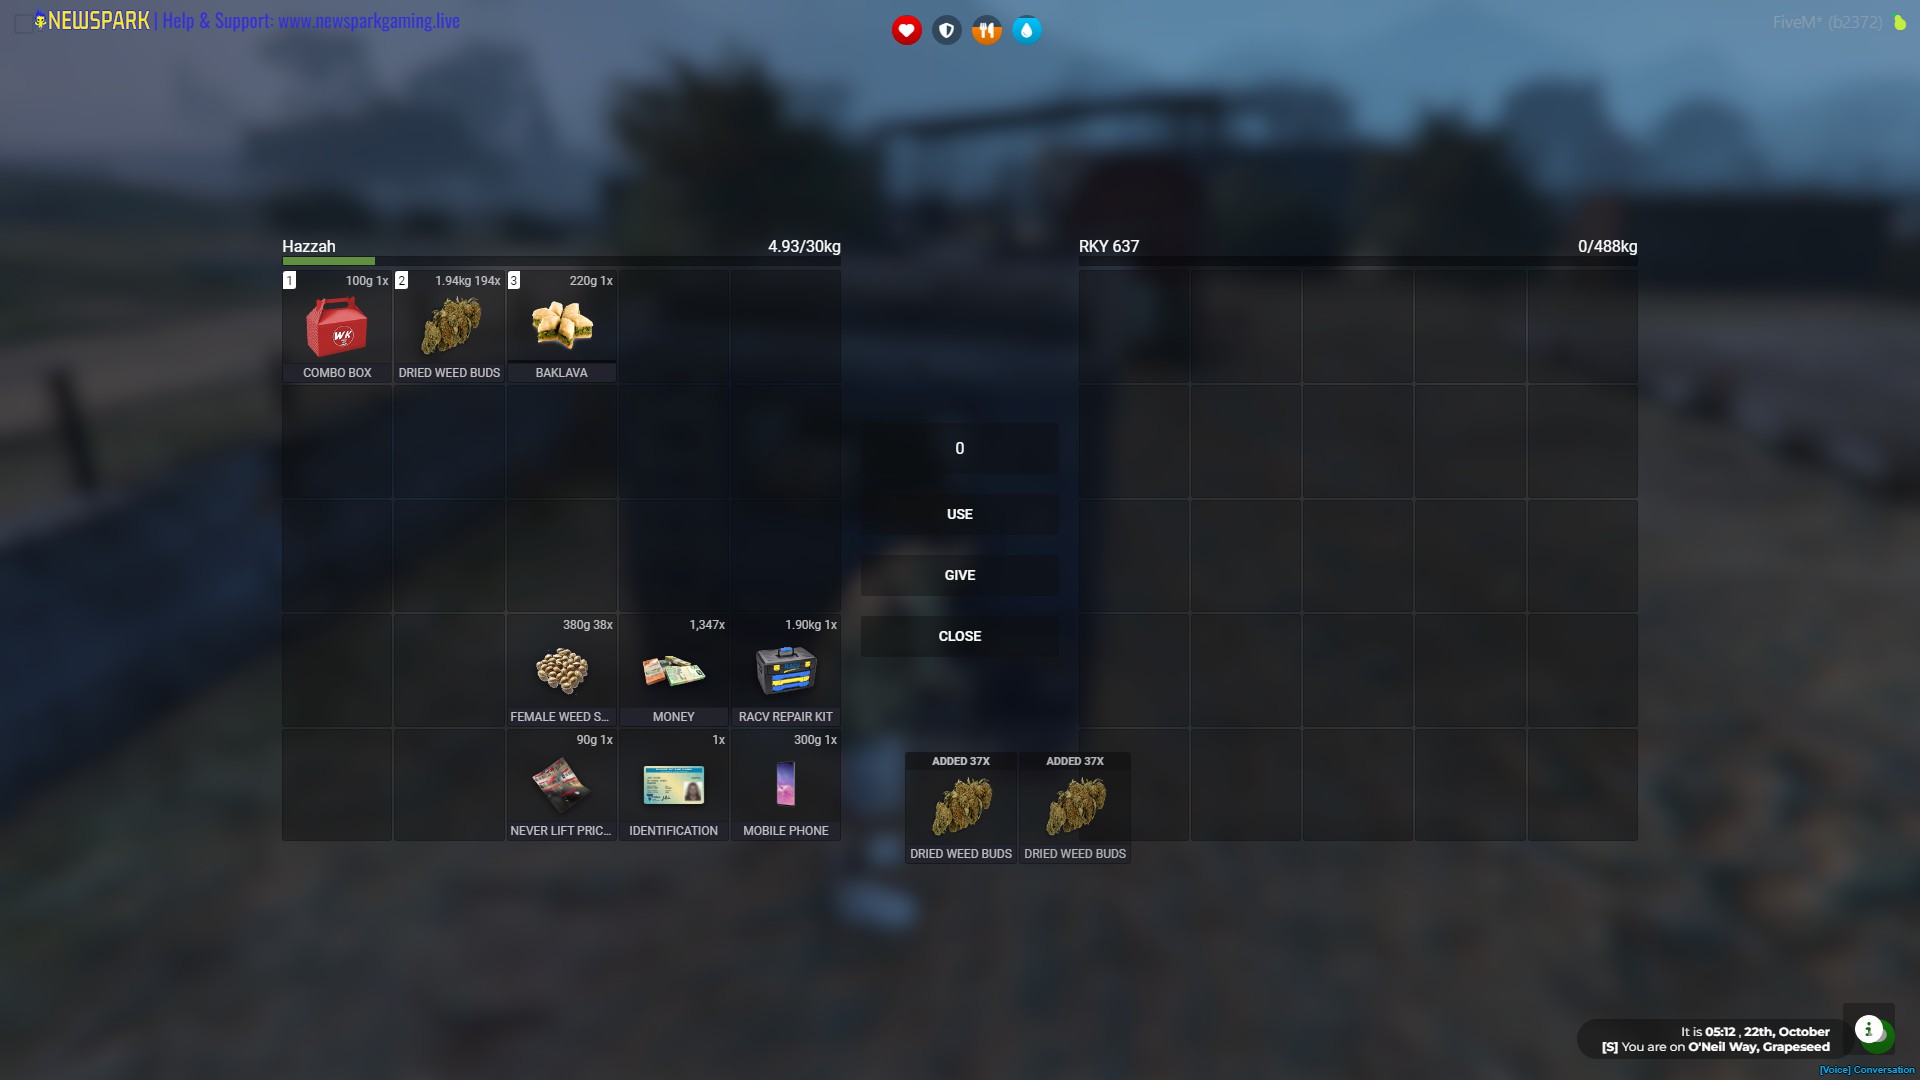 NEWSPARK | Help & Support: www.newsparkgaming.live
FiveM* (b2372)
Hazzah
4.93/30kg
RKY 637
0/488kg
1
100g 1x
2
1.94kg 194x
3
220g 1x
WK
COMBO BOX
DRIED WEED BUDS
BAKLAVA
0
USE
GIVE
CLOSE
380g 38x
1,347x
1.90kg 1x
FEMALE WEED S...
MONEY
RACV REPAIR KIT
90g 1x
1x
300g 1x
NEVER LIFT PRIC...
IDENTIFICATION
MOBILE PHONE
ADDED 37X
ADDED 37X
DRIED WEED BUDS
DRIED WEED BUDS
It is 05:12 , 22th, October
[S] You are on O'Neil Way, Grapeseed
[Voice] Conversation